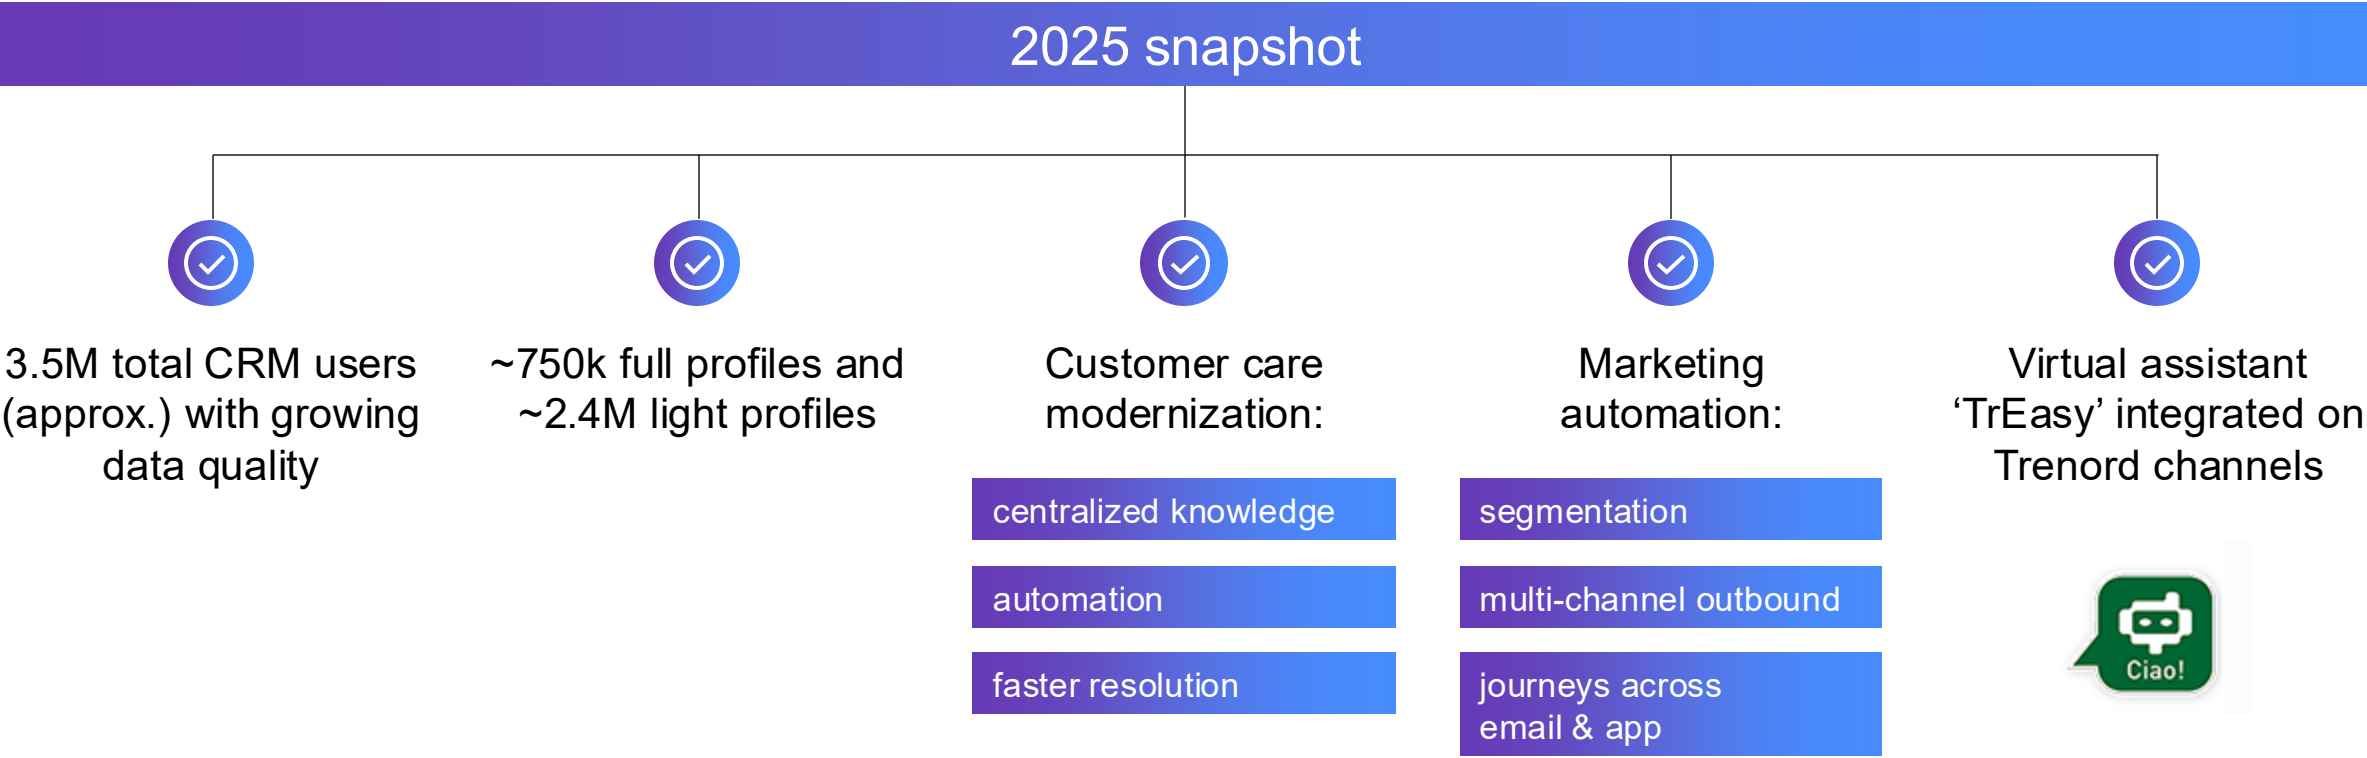 2025 snapshot
3.5M total CRM users
(approx.) with growing
data quality
~750k full profiles and
~2.4M light profiles
Customer care
modernization:
centralized knowledge
automation
faster resolution
Marketing
automation:
segmentation
multi-channel outbound
journeys across
email & app
Virtual assistant
‘TrEasy’ integrated on
Trenord channels
Ciao!